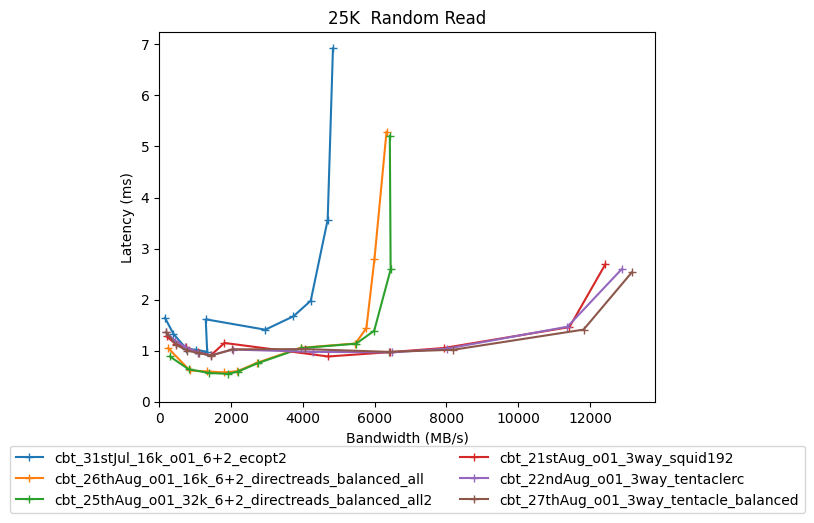 25K  Random Read
Latency (ms)
7
6
5
4
3
2
1
0
0 2000 4000 6000 8000 10000 12000
Bandwidth (MB/s)
cbt_31stJul_16k_o01_6+2_ecopt2
cbt_26thAug_o01_16k_6+2_directreads_balanced_all
cbt_25thAug_o01_32k_6+2_directreads_balanced_all2
cbt_21stAug_o01_3way_squid192
cbt_22ndAug_o01_3way_tentaclerc
cbt_27thAug_o01_3way_tentacle_balanced